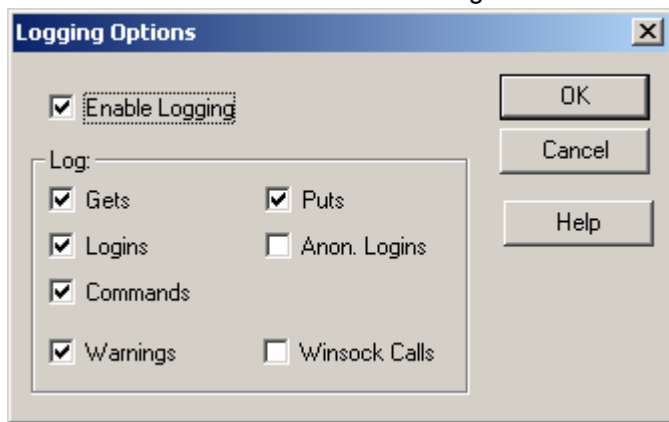 Logging Options
Enable Logging
OK
Cancel
Help
Log:
Gets
Puts
Logins
Anon. Logins
Commands
Warnings
Winsock Calls